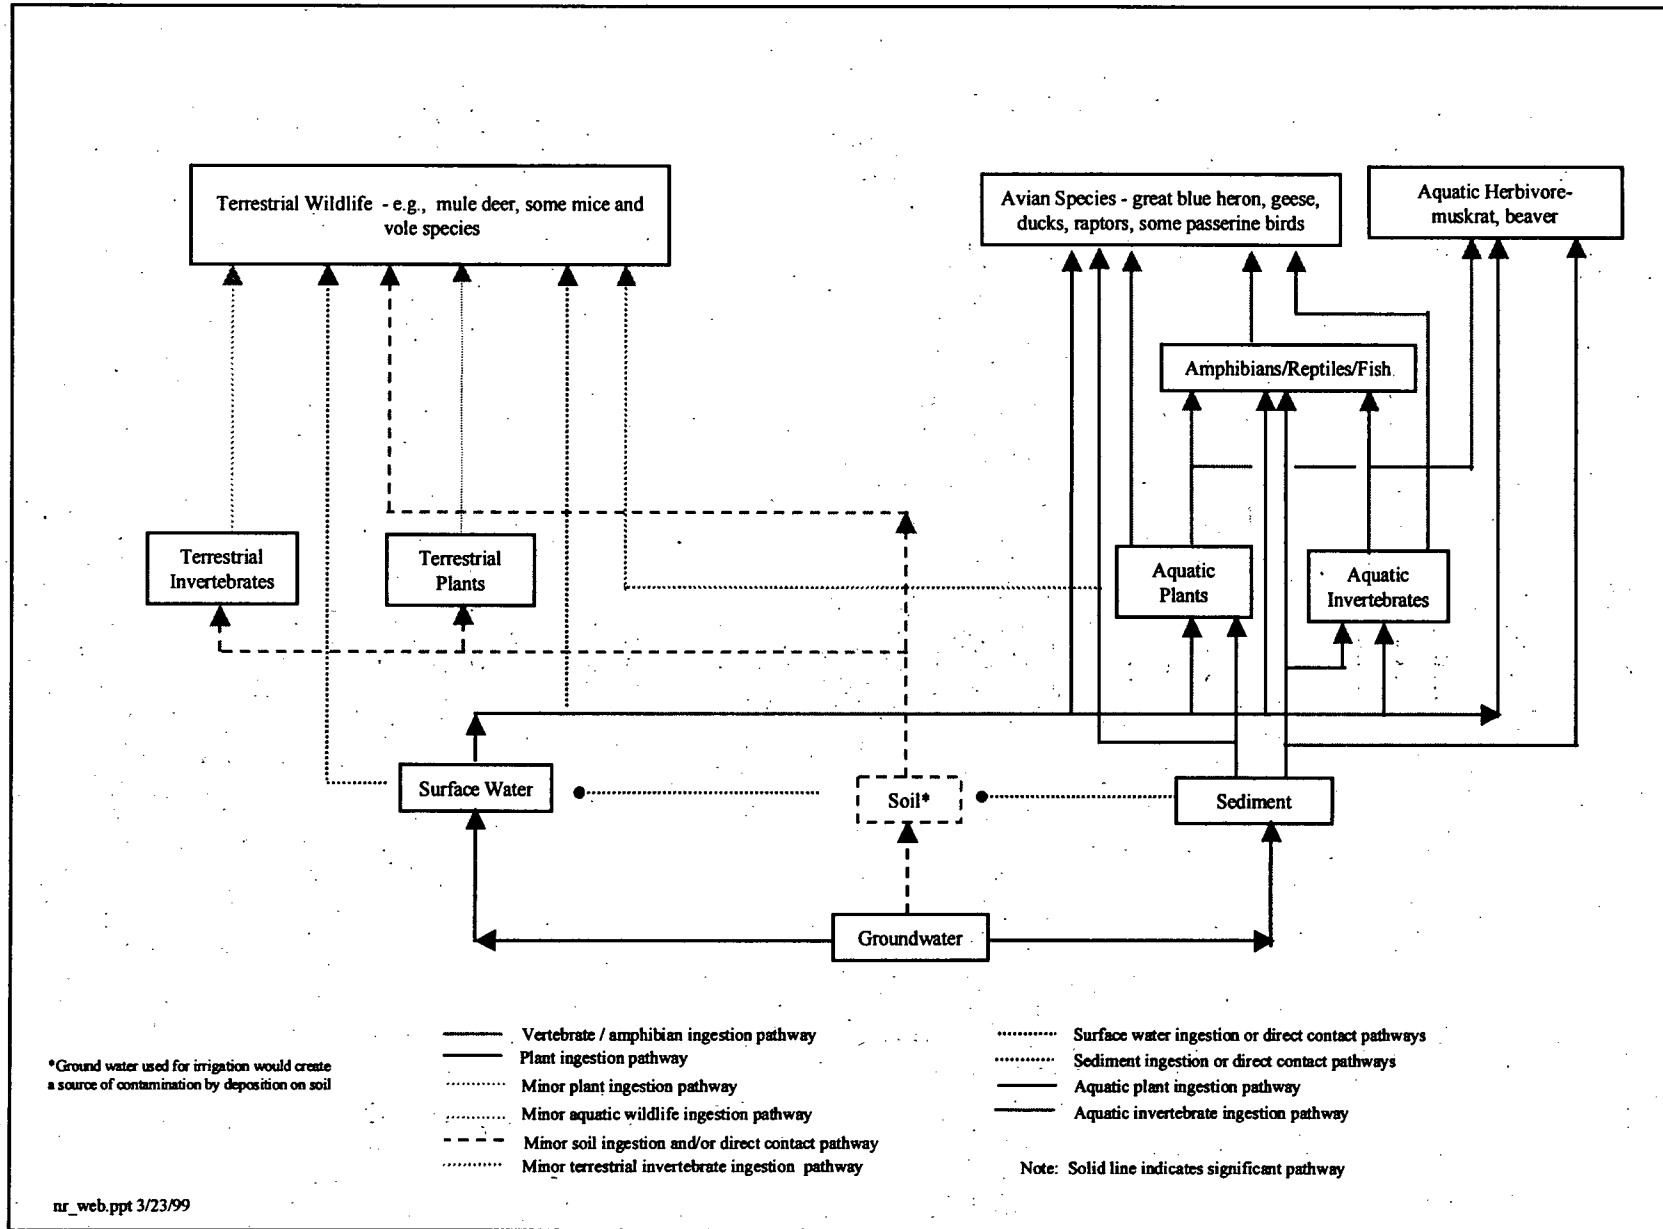 Terrestrial Wildlife - e.g., mule deer, some mice and
vole species
Avian Species - great blue heron, geese,
ducks, raptors, some passerine birds
Aquatic Herbivore-
muskrat, beaver
Amphibians/Reptiles/Fish
Terrestrial
Invertebrates
Terrestrial
Plants
Aquatic
Plants
Aquatic
Invertebrates
Surface Water
Soil*
Sediment
Groundwater
*Ground water used for irrigation would create
a source of contamination by deposition on soil
Vertebrate / amphibian ingestion pathway
Plant ingestion pathway
Minor plant ingestion pathway
Minor aquatic wildlife ingestion pathway
Minor soil ingestion and/or direct contact pathway
Minor terrestrial invertebrate ingestion pathway
Surface water ingestion or direct contact pathways
Sediment ingestion or direct contact pathways
Aquatic plant ingestion pathway
Aquatic invertebrate ingestion pathway
Note: Solid line indicates significant pathway
nr_web.ppt 3/23/99